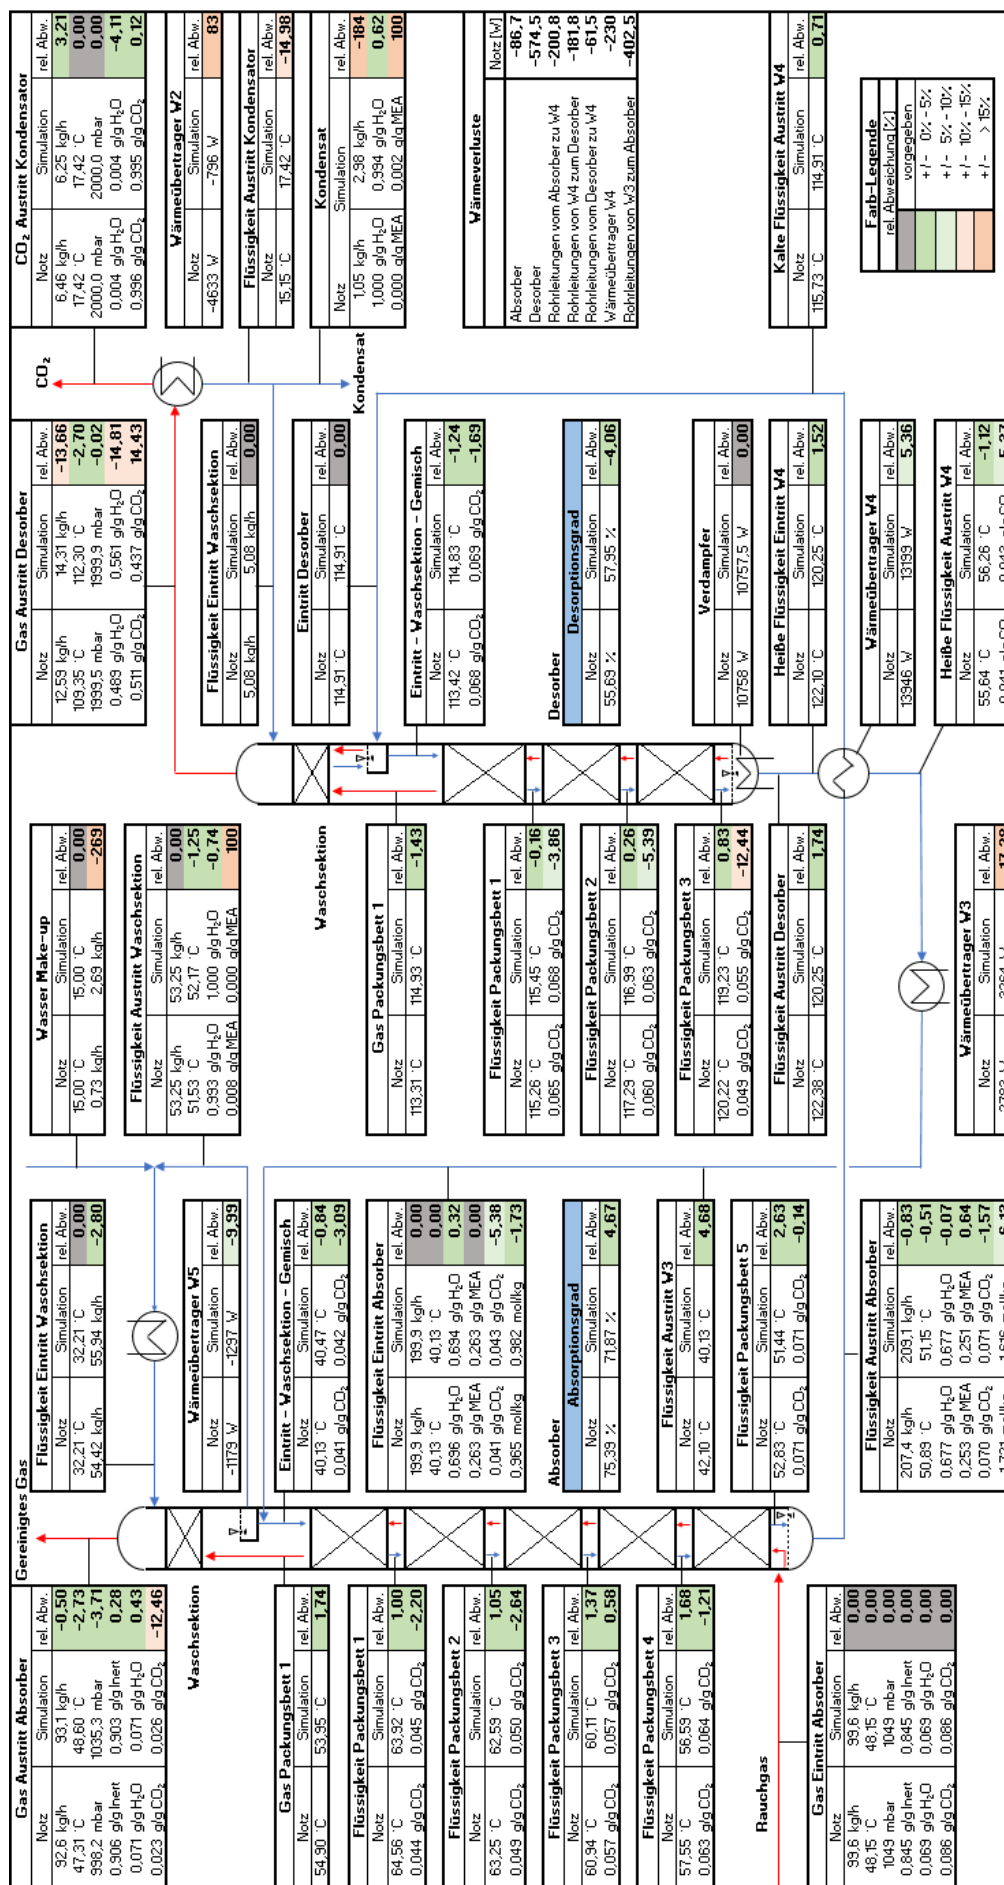 Gas Austritt Absorber
Notz Simulation rel. Abw.
92,6 kg/h 93,1 kg/h -0,50
47,31 °C 48,60 °C -2,73
998,2 mbar 1035,3 mbar -3,71
0,906 g/g Inert 0,903 g/g Inert 0,28
0,071 g/g H₂O 0,071 g/g H₂O 0,43
0,023 g/g CO₂ 0,026 g/g CO₂ -12,46
Waschsektion
Gas Packungsbett 1
Notz Simulation rel. Abw.
54,90 °C 53,95 °C 1,74
Flüssigkeit Packungsbett 1
Notz Simulation rel. Abw.
64,56 °C 63,92 °C 1,00
0,044 g/g CO₂ 0,045 g/g CO₂ -2,20
Flüssigkeit Packungsbett 2
Notz Simulation rel. Abw.
63,25 °C 62,59 °C 1,05
0,049 g/g CO₂ 0,050 g/g CO₂ -2,64
Flüssigkeit Packungsbett 3
Notz Simulation rel. Abw.
60,94 °C 60,11 °C 1,37
0,057 g/g CO₂ 0,057 g/g CO₂ 0,58
Flüssigkeit Packungsbett 4
Notz Simulation rel. Abw.
57,55 °C 56,59 °C 1,68
0,063 g/g CO₂ 0,064 g/g CO₂ -1,21
Rauchgas
Gas Eintritt Absorber
Notz Simulation rel. Abw.
99,6 kg/h 99,6 kg/h 0,00
48,15 °C 48,15 °C 0,00
1049 mbar 1049 mbar 0,00
0,845 g/g Inert 0,845 g/g Inert 0,00
0,069 g/g H₂O 0,069 g/g H₂O 0,00
0,086 g/g CO₂ 0,086 g/g CO₂ 0,00
Gereinigtes Gas
Flüssigkeit Eintritt Waschsektion
Notz Simulation rel. Abw.
32,21 °C 32,21 °C 0,00
54,42 kg/h 55,94 kg/h -2,80
Wärmeübertrager W5
Notz Simulation rel. Abw.
-1179 W -1297 W -9,99
Eintritt - Waschsektion - Gemisch
Notz Simulation rel. Abw.
40,13 °C 40,47 °C -0,84
0,041 g/g CO₂ 0,042 g/g CO₂ -3,09
Flüssigkeit Eintritt Absorber
Notz Simulation rel. Abw.
199,9 kg/h 199,9 kg/h 0,00
40,13 °C 40,13 °C 0,00
0,696 g/g H₂O 0,694 g/g H₂O 0,32
0,263 g/g MEA 0,263 g/g MEA 0,00
0,041 g/g CO₂ 0,043 g/g CO₂ -5,38
0,965 mol/kg 0,982 mol/kg -1,73
Absorber
Absorptionsgrad
Notz Simulation rel. Abw.
75,39 % 71,87 % 4,67
Flüssigkeit Austritt W3
Notz Simulation rel. Abw.
42,10 °C 40,13 °C 4,68
Flüssigkeit Packungsbett 5
Notz Simulation rel. Abw.
52,83 °C 51,44 °C 2,63
0,071 g/g CO₂ 0,071 g/g CO₂ -0,14
Flüssigkeit Austritt Absorber
Notz Simulation rel. Abw.
207,4 kg/h 209,1 kg/h -0,83
50,89 °C 51,15 °C -0,51
0,677 g/g H₂O 0,677 g/g H₂O -0,07
0,253 g/g MEA 0,251 g/g MEA 0,64
0,070 g/g CO₂ 0,071 g/g CO₂ -1,57
Wasser Make-up
Notz Simulation rel. Abw.
15,00 °C 15,00 °C 0,00
0,73 kg/h 2,69 kg/h -269
Flüssigkeit Austritt Waschsektion
Notz Simulation rel. Abw.
53,25 kg/h 53,25 kg/h 0,00
51,53 °C 52,17 °C -1,25
0,993 g/g H₂O 1,000 g/g H₂O -0,74
0,008 g/g MEA 0,000 g/g MEA 100
Waschsektion
Gas Packungsbett 1
Notz Simulation rel. Abw.
113,31 °C 114,93 °C -1,43
Flüssigkeit Packungsbett 1
Notz Simulation rel. Abw.
115,26 °C 115,45 °C -0,16
0,065 g/g CO₂ 0,068 g/g CO₂ -3,86
Flüssigkeit Packungsbett 2
Notz Simulation rel. Abw.
117,29 °C 116,99 °C 0,26
0,060 g/g CO₂ 0,063 g/g CO₂ -5,39
Flüssigkeit Packungsbett 3
Notz Simulation rel. Abw.
120,22 °C 119,23 °C 0,83
0,049 g/g CO₂ 0,055 g/g CO₂ -12,44
Flüssigkeit Austritt Desorber
Notz Simulation rel. Abw.
122,38 °C 120,25 °C 1,74
Wärmeübertrager W3
Notz Simulation rel. Abw.
Gas Austritt Desorber
Notz Simulation rel. Abw.
12,59 kg/h 14,31 kg/h -13,66
109,35 °C 112,30 °C -2,70
1999,5 mbar 1999,9 mbar -0,02
0,489 g/g H₂O 0,561 g/g H₂O -14,81
0,511 g/g CO₂ 0,437 g/g CO₂ 14,43
Flüssigkeit Eintritt Waschsektion
Notz Simulation rel. Abw.
5,08 kg/h 5,08 kg/h 0,00
Eintritt Desorber
Notz Simulation rel. Abw.
114,91 °C 114,91 °C 0,00
Eintritt - Waschsektion - Gemisch
Notz Simulation rel. Abw.
113,42 °C 114,83 °C -1,24
0,068 g/g CO₂ 0,069 g/g CO₂ -1,69
Desorber
Desorptionsgrad
Notz Simulation rel. Abw.
55,69 % 57,95 % -4,06
Verdampfer
Notz Simulation rel. Abw.
10758 W 10757,5 W 0,00
Heiße Flüssigkeit Eintritt W4
Notz Simulation rel. Abw.
122,10 °C 120,25 °C 1,52
Wärmeübertrager W4
Notz Simulation rel. Abw.
13946 W 13199 W 5,36
Heiße Flüssigkeit Austritt W4
Notz Simulation rel. Abw.
55,64 °C 56,26 °C -1,12
CO₂
Kondensat
CO₂ Austritt Kondensator
Notz Simulation rel. Abw.
6,46 kg/h 6,25 kg/h 3,21
17,42 °C 17,42 °C 0,00
2000,0 mbar 2000,0 mbar 0,00
0,004 g/g H₂O 0,004 g/g H₂O -4,11
0,996 g/g CO₂ 0,995 g/g CO₂ 0,12
Wärmeübertrager W2
Notz Simulation rel. Abw.
-4633 W -796 W 83
Flüssigkeit Austritt Kondensator
Notz Simulation rel. Abw.
15,15 °C 17,42 °C -14,98
Kondensat
Notz Simulation rel. Abw.
1,05 kg/h 2,98 kg/h -184
1,000 g/g H₂O 0,994 g/g H₂O 0,62
0,000 g/g MEA 0,002 g/g MEA 100
Wärmeverluste
Notz [W]
Absorber -86,7
Desorber -574,5
Rohrleitungen vom Absorber zu W4 -200,8
Rohrleitungen von W4 zum Desorber -181,8
Rohrleitungen vom Desorber zu W4 -61,5
Wärmeübertrager W4 -230
Rohrleitungen von W3 zum Absorber -402,5
Kalte Flüssigkeit Austritt W4
Notz Simulation rel. Abw.
115,73 °C 114,91 °C 0,71
Farb-Legende
rel. Abweichung [%]
vorgegeben
+/- 0% - 5%
+/- 5% - 10%
+/- 10% - 15%
+/- > 15%